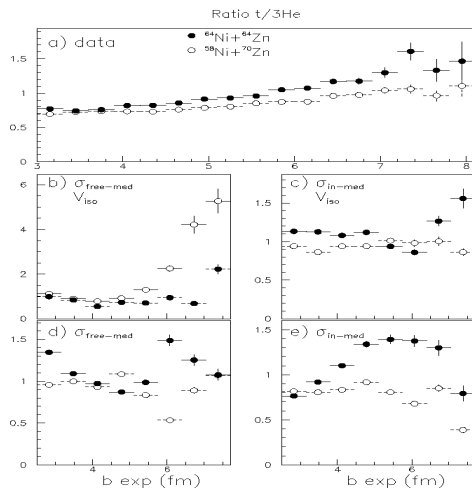 Ratio t/3He
a) data
⁶⁴Ni+⁶⁴Zn
⁵⁸Ni+⁷⁰Zn
1.5
1
0.5
0
3 4 5 6 7 8
b) σfree-med
Viso
6
4
2
0
c) σin-med
Viso
1.5
1
0.5
0
d) σfree-med
1.5
1
0.5
0
4 6
b exp (fm)
e) σin-med
1.5
1
0.5
0
4 6
b exp (fm)